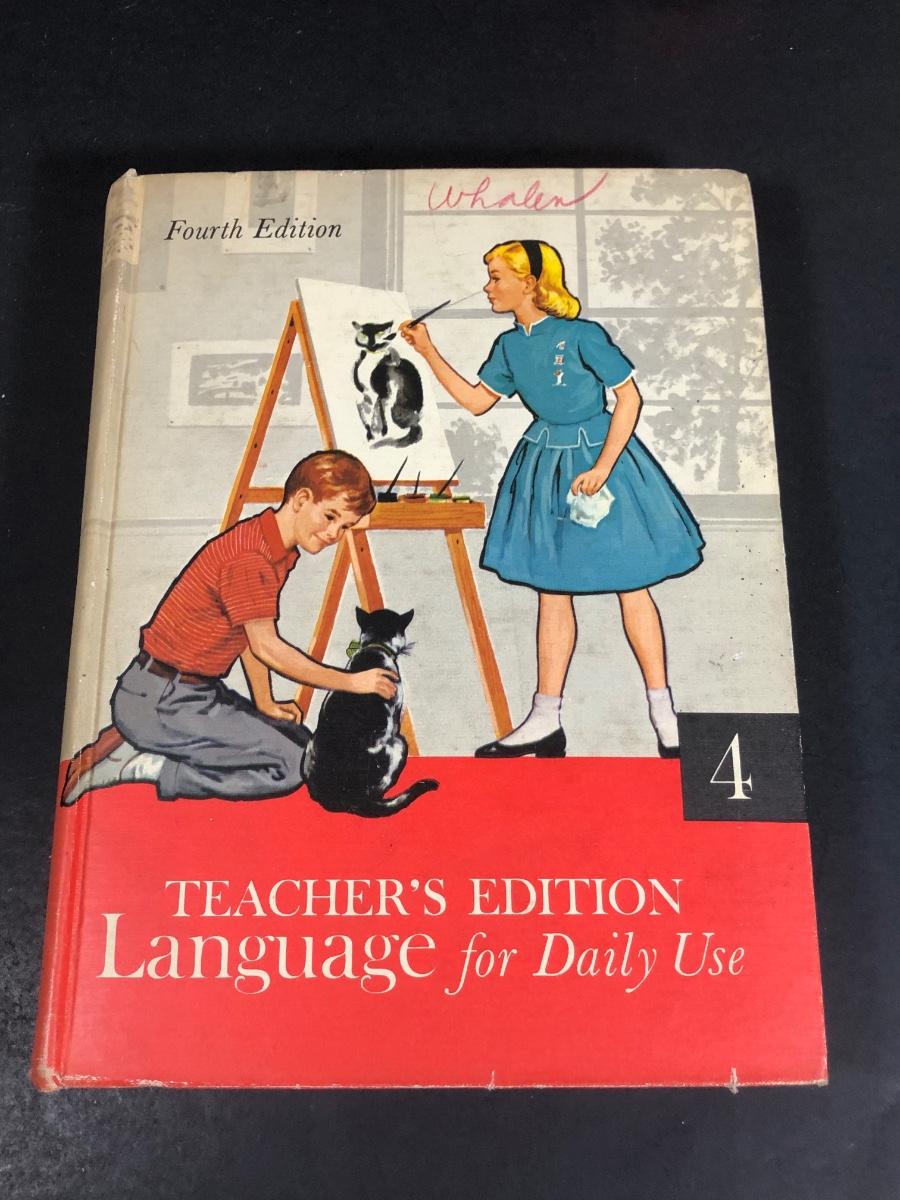 Whalen
Fourth Edition
4
TEACHER'S EDITION
Language for Daily Use